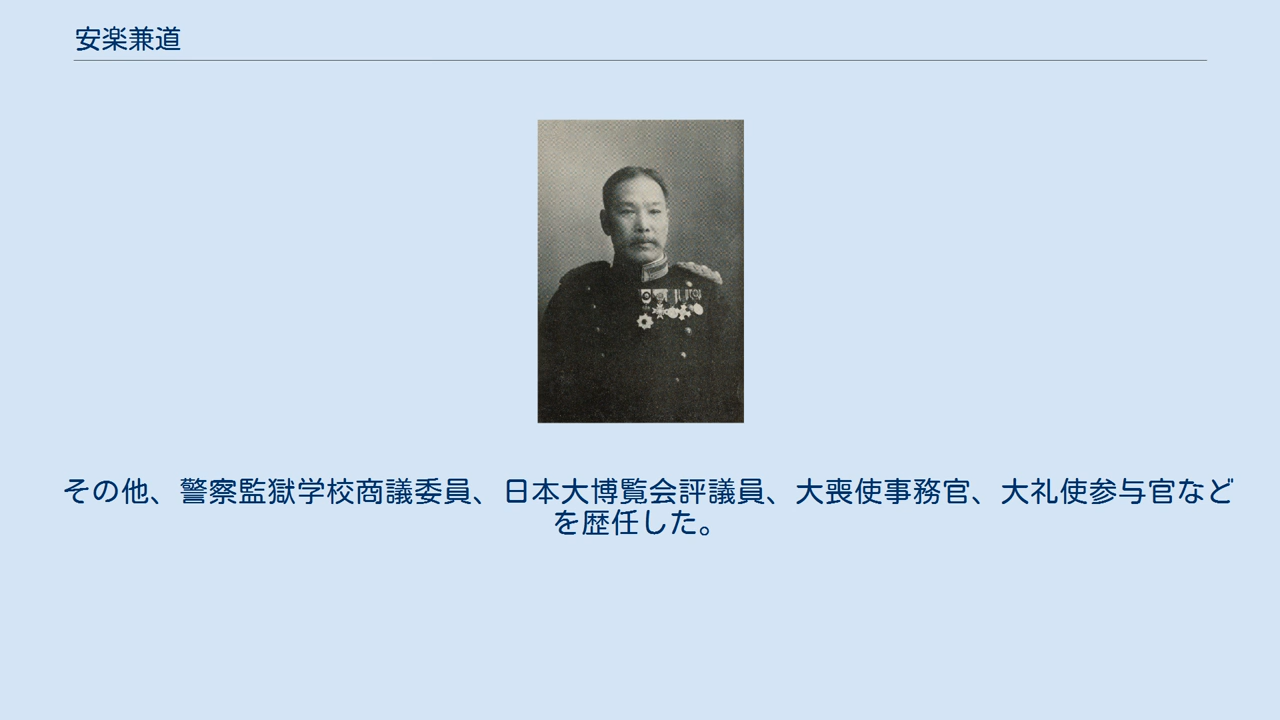 安楽兼道
その他、警察監獄学校商議委員、日本大博覧会評議員、大喪使事務官、大礼使参与官など
を歴任した。